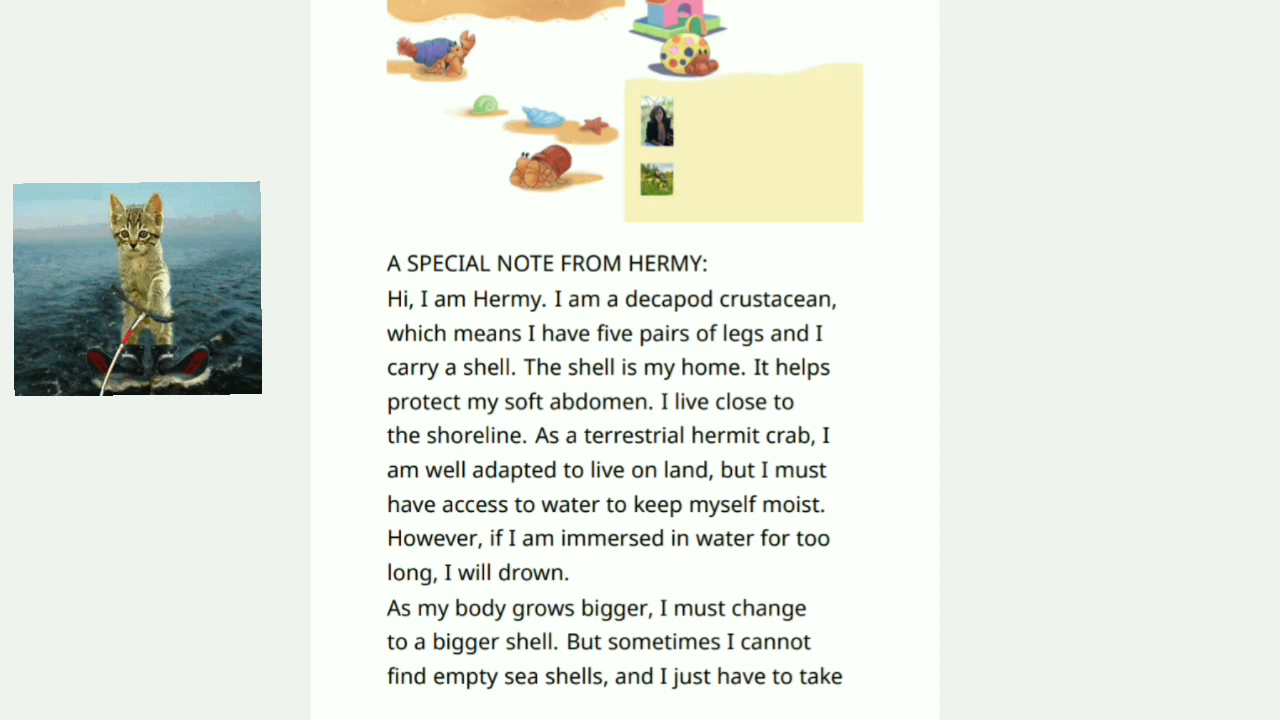 A SPECIAL NOTE FROM HERMY:
Hi, I am Hermy. I am a decapod crustacean,
which means I have five pairs of legs and I
carry a shell. The shell is my home. It helps
protect my soft abdomen. I live close to
the shoreline. As a terrestrial hermit crab, I
am well adapted to live on land, but I must
have access to water to keep myself moist.
However, if I am immersed in water for too
long, I will drown.
As my body grows bigger, I must change
to a bigger shell. But sometimes I cannot
find empty sea shells, and I just have to take